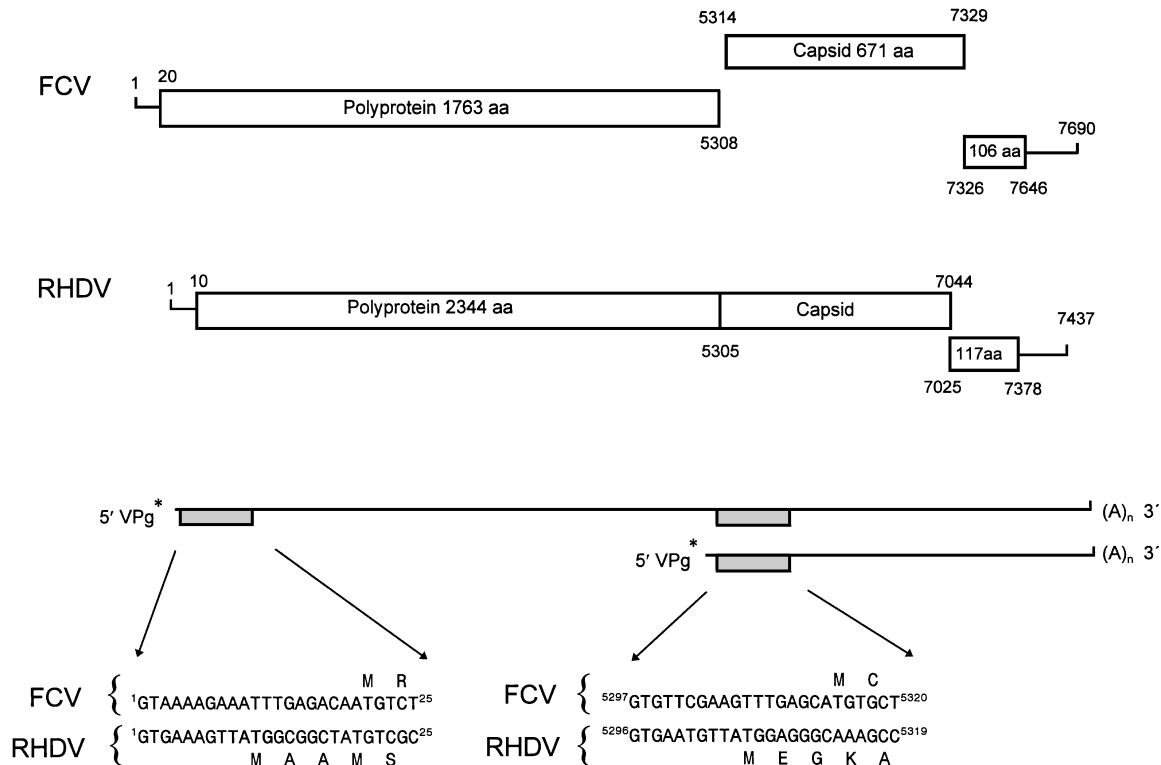 5314 7329
Capsid 671 aa
FCV 1 20
Polyprotein 1763 aa
5308
7690
106 aa
7326 7646
RHDV 1 10 7044
Polyprotein 2344 aa Capsid
5305
7437
117aa
7025 7378
5′ VPg* (A)n 3′
5′ VPg* (A)n 3′
M R
FCV { 1GTAAAAGAAATTTGAGACAATGTCT25
RHDV { 1GTGAAAGTTATGGCGGCTATGTCGC25
M A A M S
M C
FCV { 5297GTGTTCGAAGTTTGAGCATGTGCT5320
RHDV { 5296GTGAATGTTATGGAGGGCAAAGCC5319
M E G K A